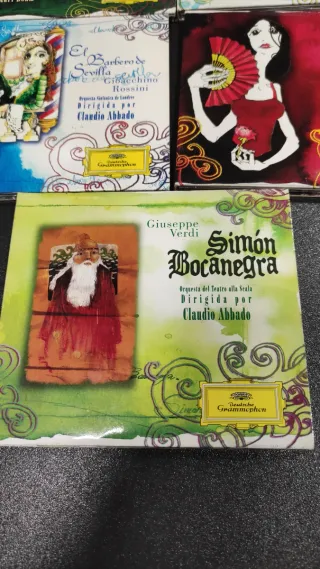 El
Barbero de
Sevilla
Gioacchino
Rossini
Orquesta Sinfónica de Londres
Dirigida por
Claudio Abbado
Deutsche
Grammophon
Giuseppe
Verdi
Simón
Bocanegra
Orquesta del Teatro alla Scala
Dirigida por
Claudio Abbado
Deutsche
Grammophon